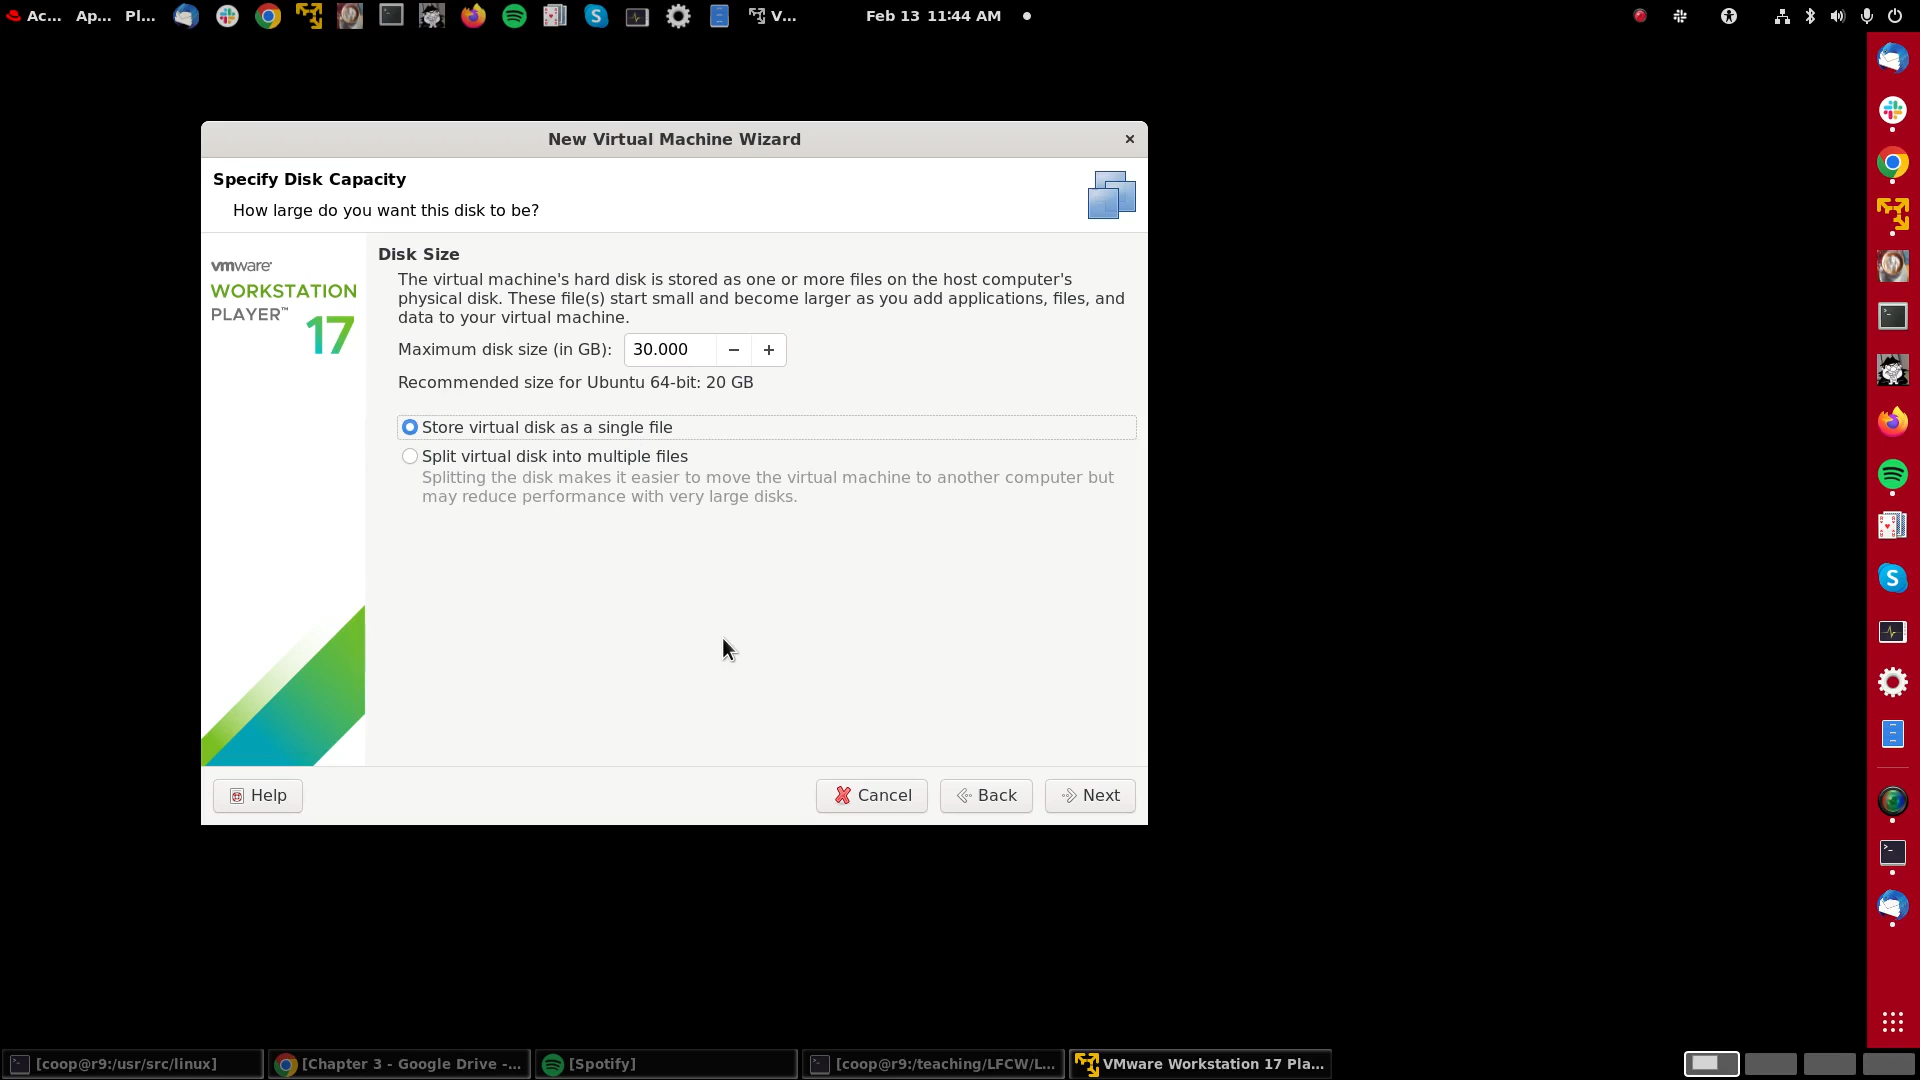 Ac... Ap... Pl... V... Feb 13 11:44 AM
New Virtual Machine Wizard
Specify Disk Capacity
How large do you want this disk to be?
vmware
WORKSTATION
PLAYER™
17
Disk Size
The virtual machine's hard disk is stored as one or more files on the host computer's
physical disk. These file(s) start small and become larger as you add applications, files, and
data to your virtual machine.
Maximum disk size (in GB): 30.000 − +
Recommended size for Ubuntu 64-bit: 20 GB
Store virtual disk as a single file
Split virtual disk into multiple files
Splitting the disk makes it easier to move the virtual machine to another computer but
may reduce performance with very large disks.
Help Cancel Back Next
[coop@r9:/usr/src/linux] [Chapter 3 - Google Drive -... [Spotify] [coop@r9:/teaching/LFCW/L... VMware Workstation 17 Pla...